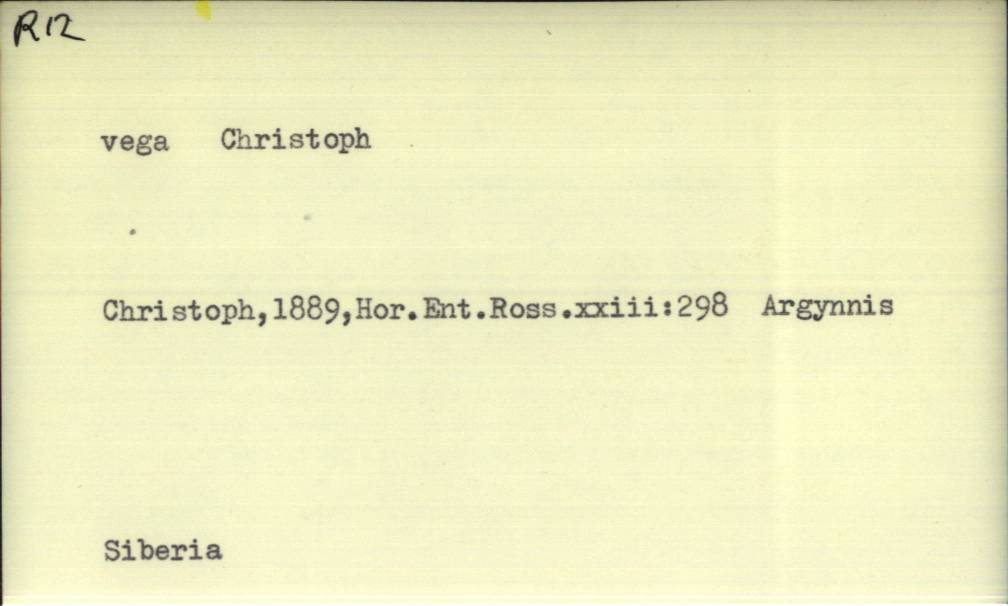 R12
vega Christoph
Christoph,1889,Hor.Ent.Ross.xxiii:298 Argynnis
Siberia